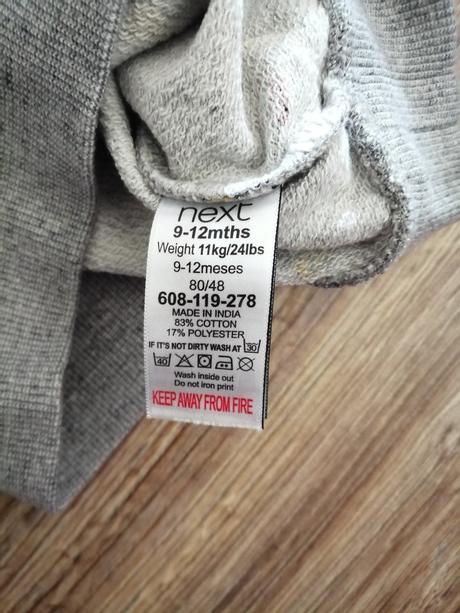 next
9-12mths
Weight 11kg/24lbs
9-12meses
80/48
608-119-278
MADE IN INDIA
83% COTTON
17% POLYESTER
IF IT'S NOT DIRTY WASH AT 30
40
Wash inside out
Do not iron print
KEEP AWAY FROM FIRE